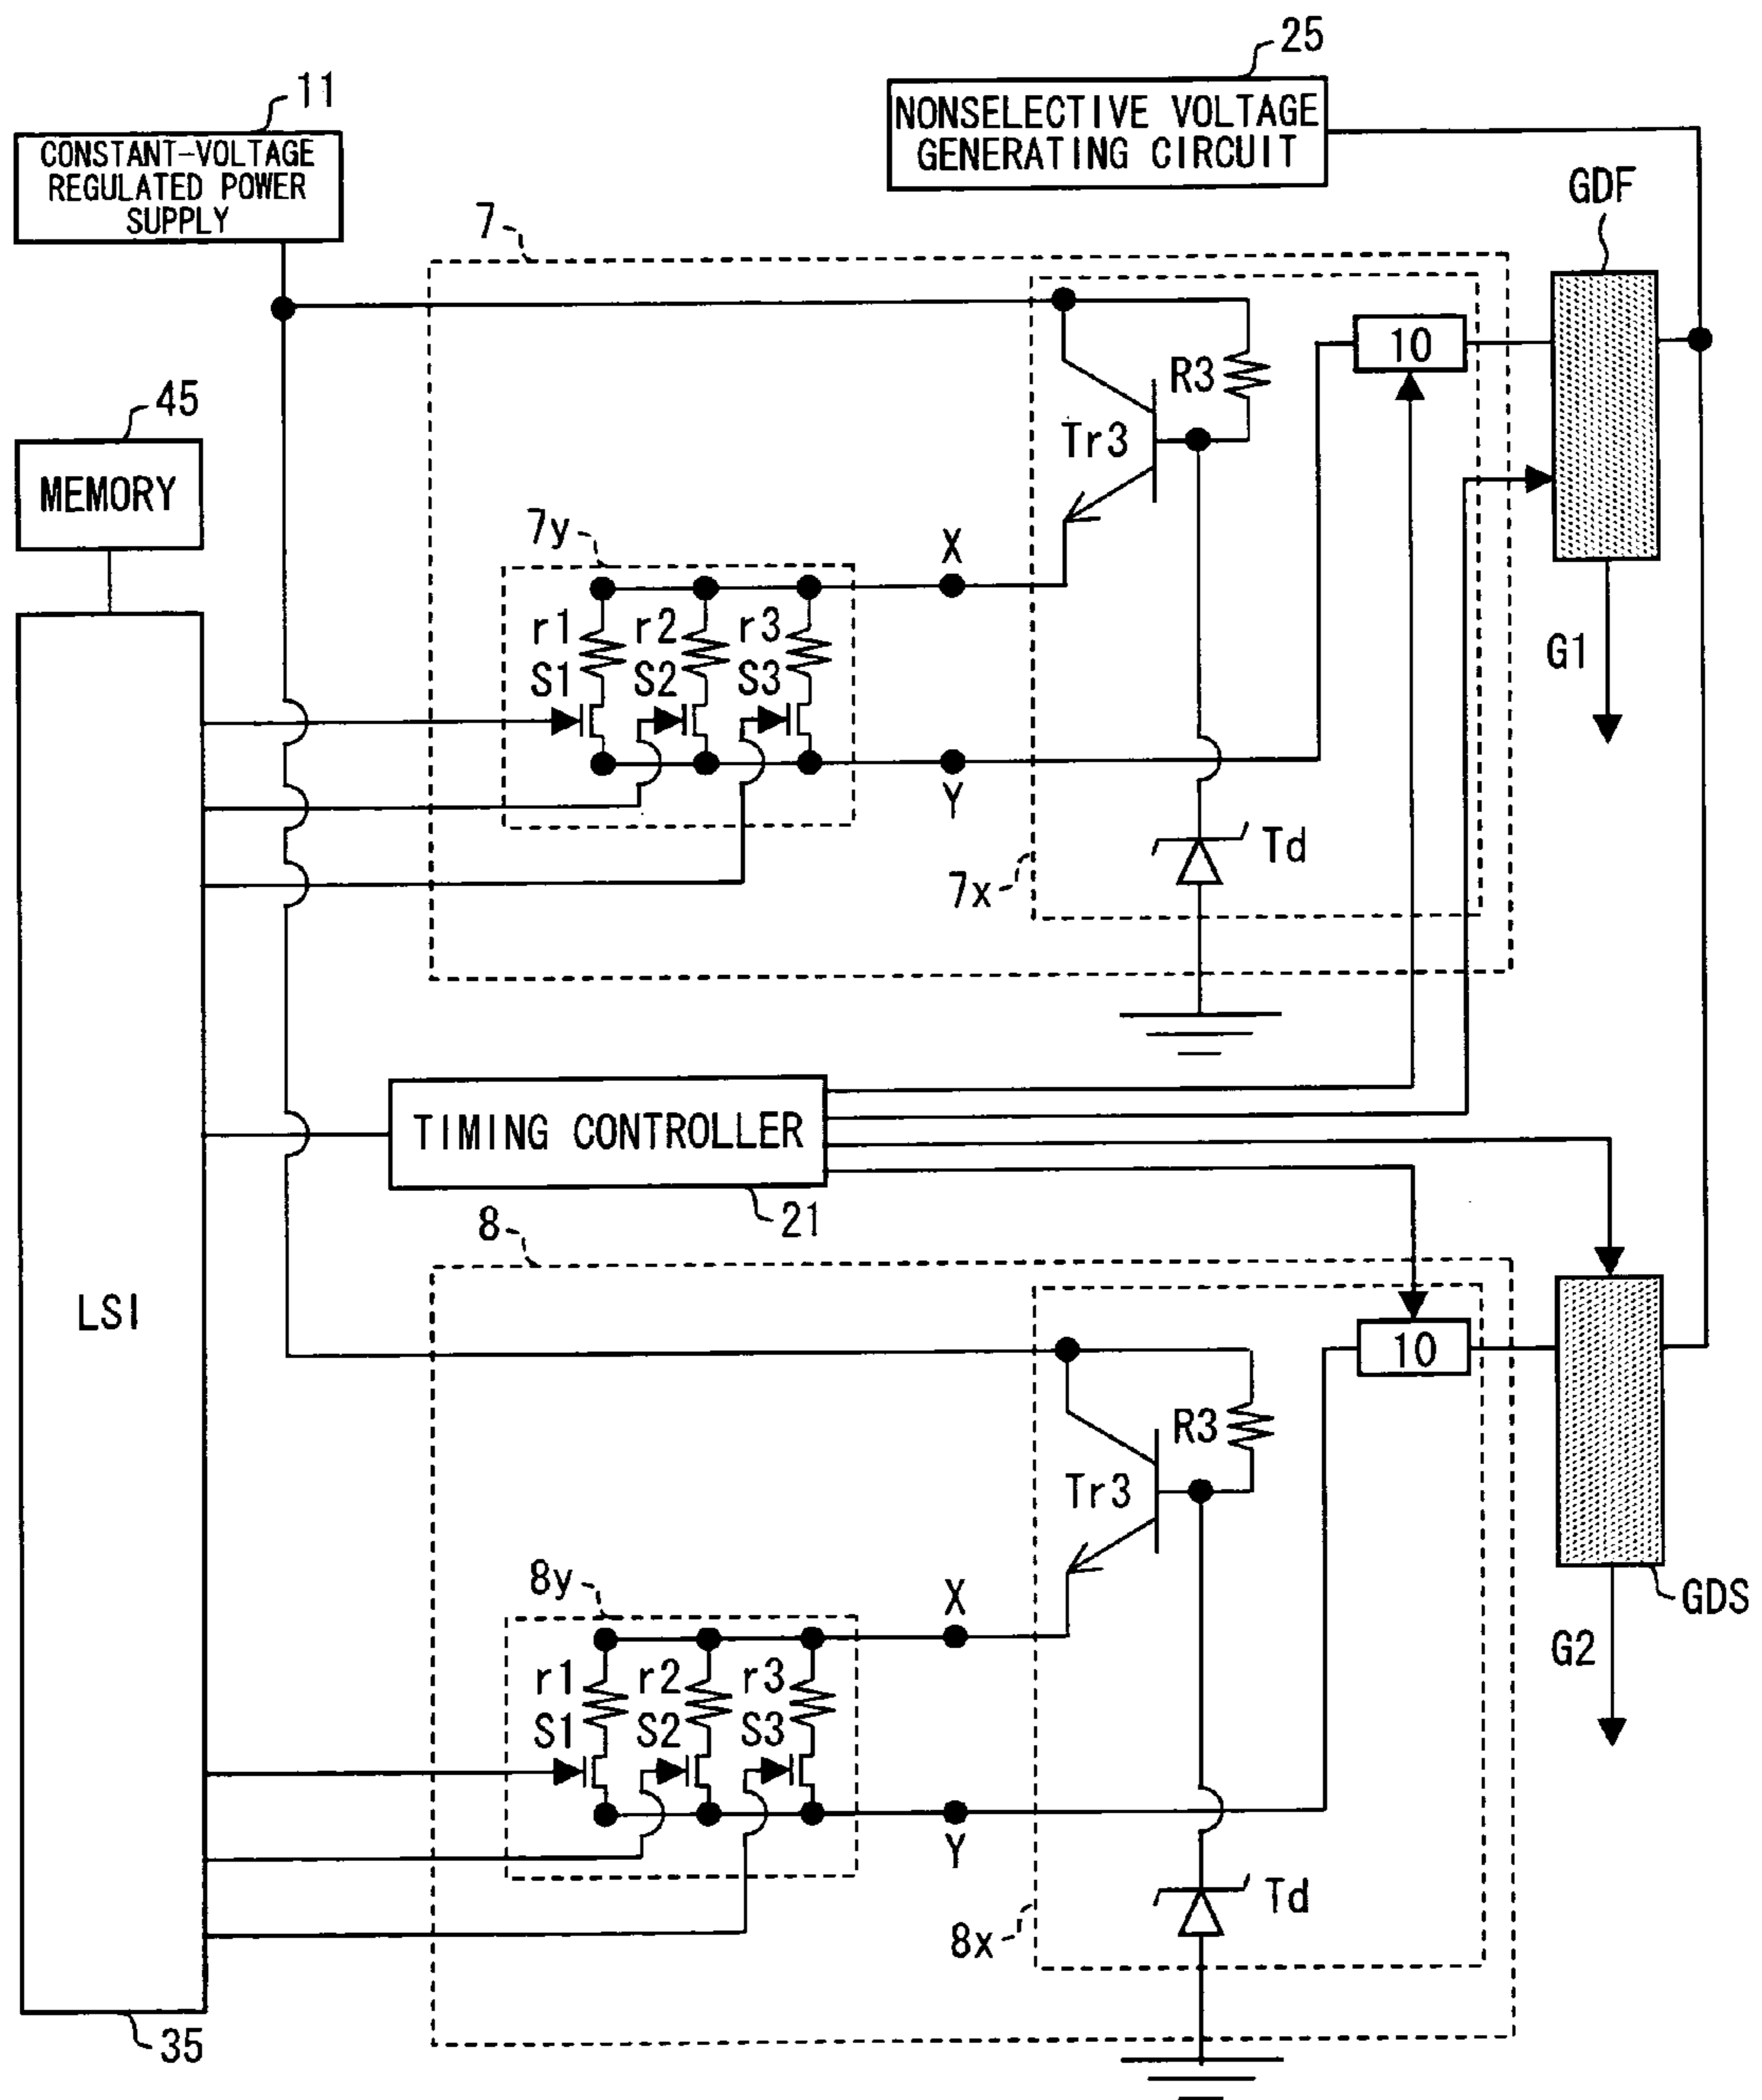 25
11
NONSELECTIVE VOLTAGE
GENERATING CIRCUIT
CONSTANT-VOLTAGE
REGULATED POWER
SUPPLY
GDF
7
10
R3
45
Tr3
MEMORY
7y
X
r1 r2 r3
S1 S2 S3
G1
Y
Td
7x
TIMING CONTROLLER
21
8
LSI
10
R3
Tr3
8y
X
GDS
r1 r2 r3
S1 S2 S3
G2
Y
Td
8x
35